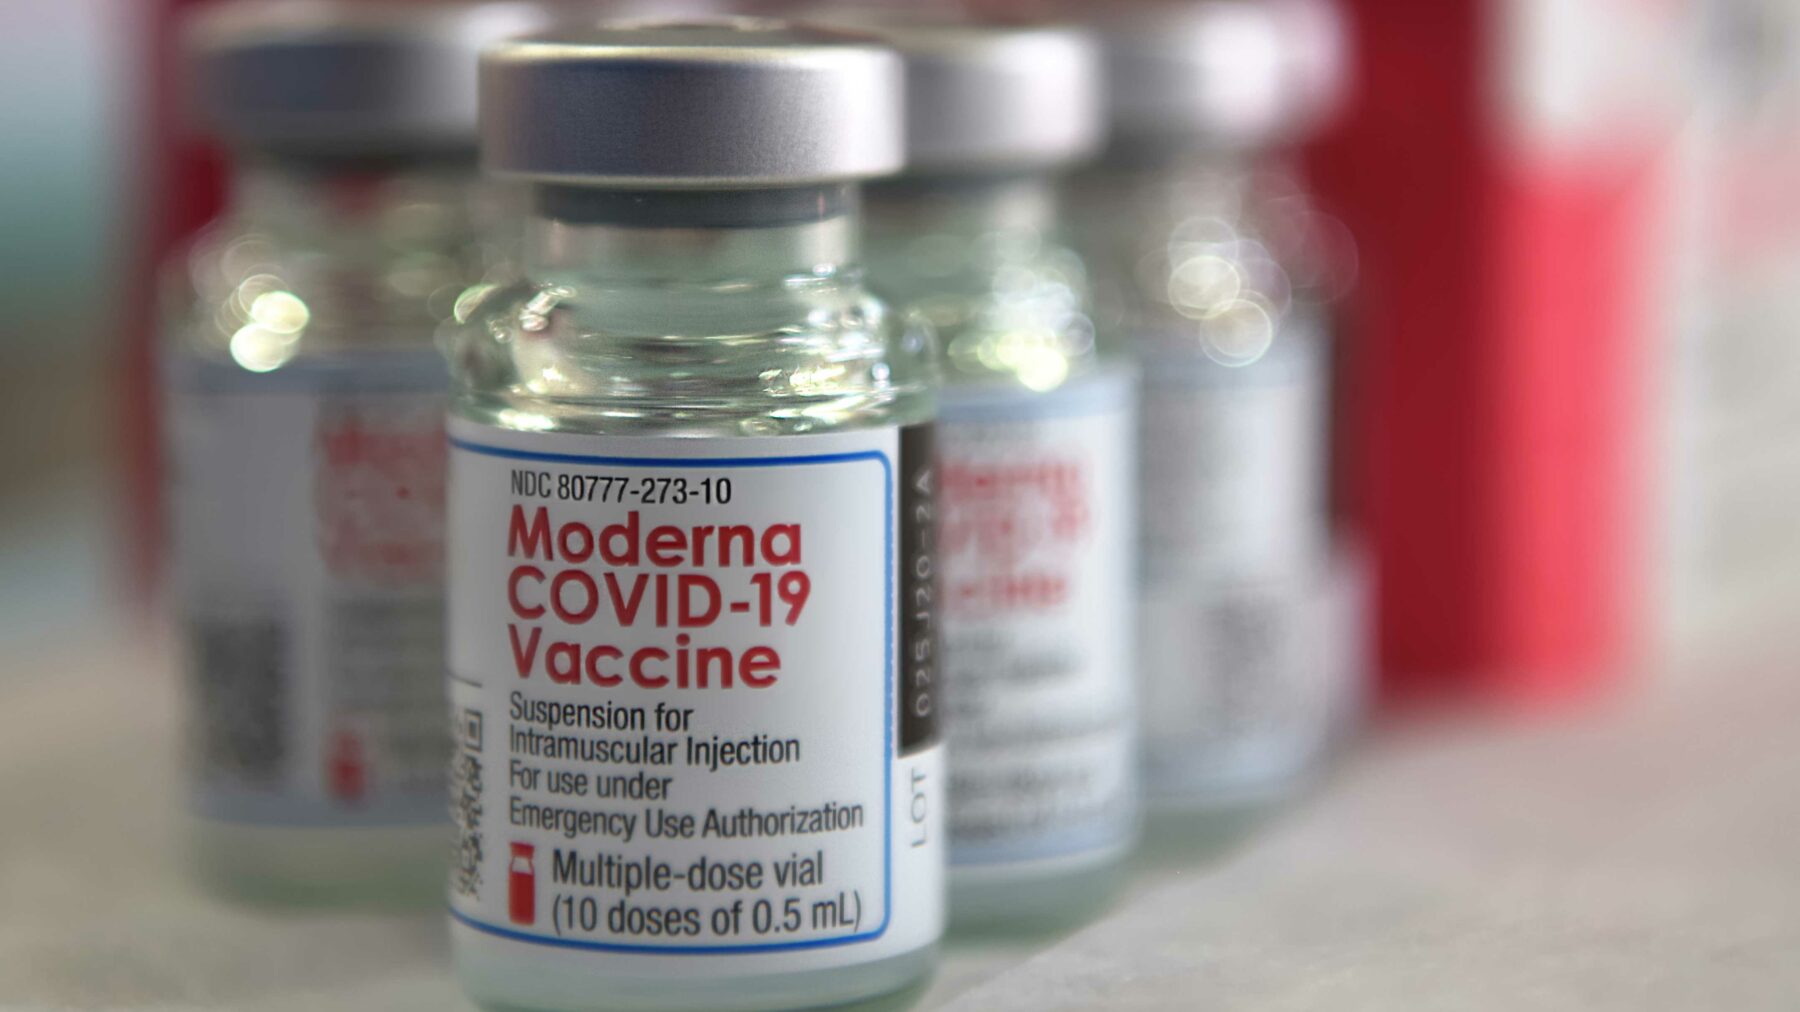 NDC 80777-273-10
Moderna
COVID-19
Vaccine
Suspension for
Intramuscular Injection
For use under
Emergency Use Authorization
Multiple-dose vial
(10 doses of 0.5 mL)
LOT 025J20-2A